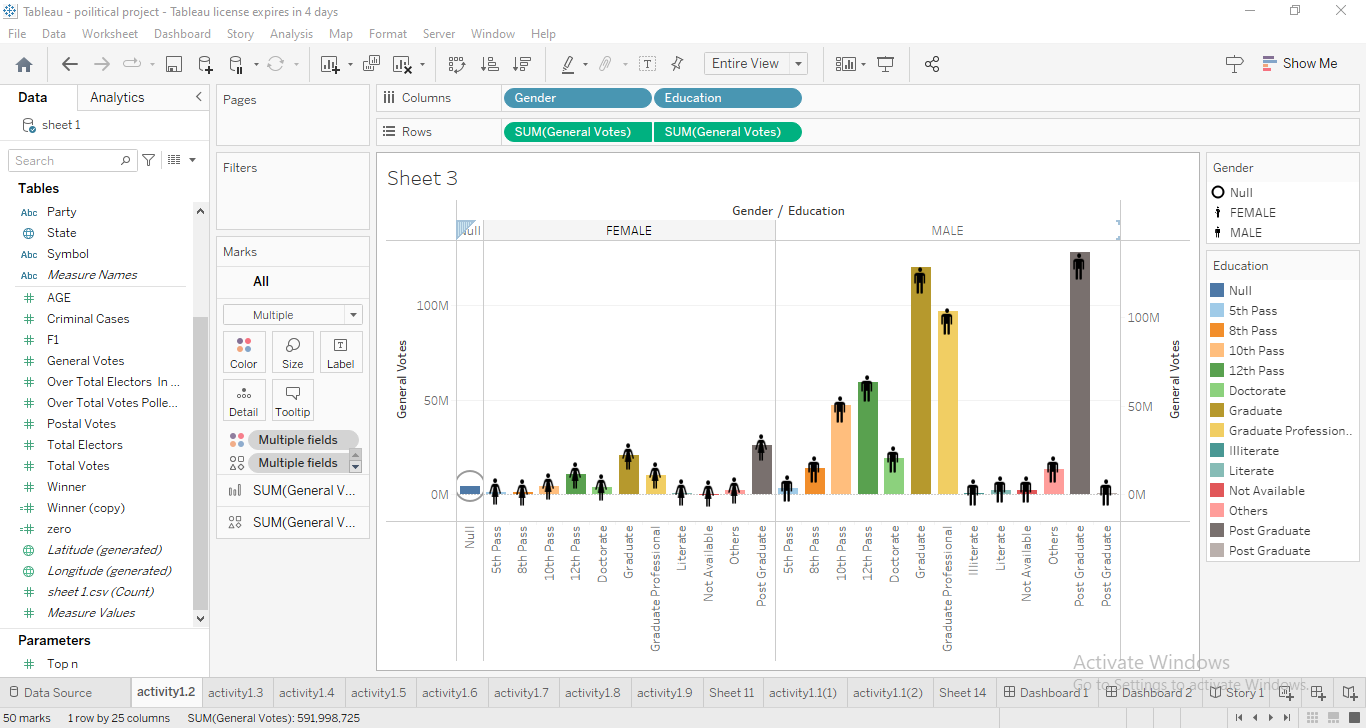 Tableau - poilitical project - Tableau license expires in 4 days
File Data Worksheet Dashboard Story Analysis Map Format Server Window Help
Entire View
Show Me
Data
Analytics
sheet 1
Search
Tables
Abc Party
State
Abc Symbol
Abc Measure Names
AGE
Criminal Cases
F1
General Votes
Over Total Electors In ...
Over Total Votes Polle...
Postal Votes
Total Electors
Total Votes
Winner
Winner (copy)
zero
Latitude (generated)
Longitude (generated)
sheet 1.csv (Count)
Measure Values
Parameters
Top n
Pages
Filters
Marks
All
Multiple
Color
Size
Label
Detail
Tooltip
Multiple fields
Multiple fields
SUM(General V...
SUM(General V...
Columns
Gender
Education
Rows
SUM(General Votes)
SUM(General Votes)
Sheet 3
Gender / Education
FEMALE
MALE
100M
50M
0M
General Votes
100M
50M
0M
General Votes
Null
5th Pass
8th Pass
10th Pass
12th Pass
Doctorate
Graduate
Graduate Professional
Literate
Not Available
Others
Post Graduate
5th Pass
8th Pass
10th Pass
12th Pass
Doctorate
Graduate
Graduate Professional
Illiterate
Literate
Not Available
Others
Post Graduate
Post Graduate
Gender
Null
FEMALE
MALE
Education
Null
5th Pass
8th Pass
10th Pass
12th Pass
Doctorate
Graduate
Graduate Profession..
Illiterate
Literate
Not Available
Others
Post Graduate
Post Graduate
Activate Windows
Go to Settings to activate Windows.
Data Source
activity1.2
activity1.3
activity1.4
activity1.5
activity1.6
activity1.7
activity1.8
activity1.9
Sheet 11
activity1.1(1)
activity1.1(2)
Sheet 14
Dashboard 1
Dashboard 2
Story 1
50 marks
1 row by 25 columns
SUM(General Votes): 591,998,725